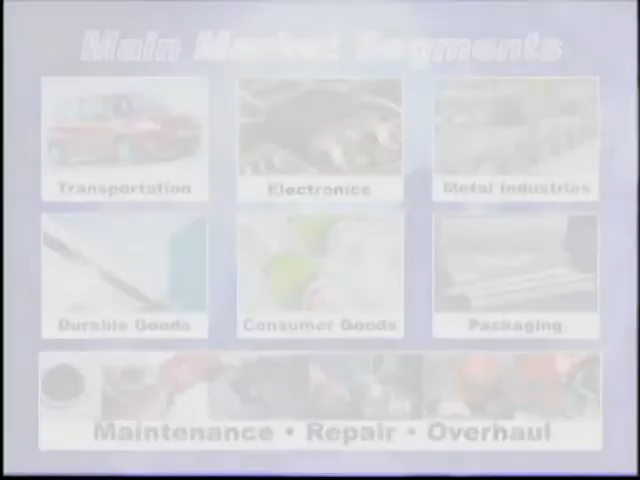 Main Market Segments
Transportation
Electronics
Metal Industries
Durable Goods
Consumer Goods
Packaging
Maintenance • Repair • Overhaul